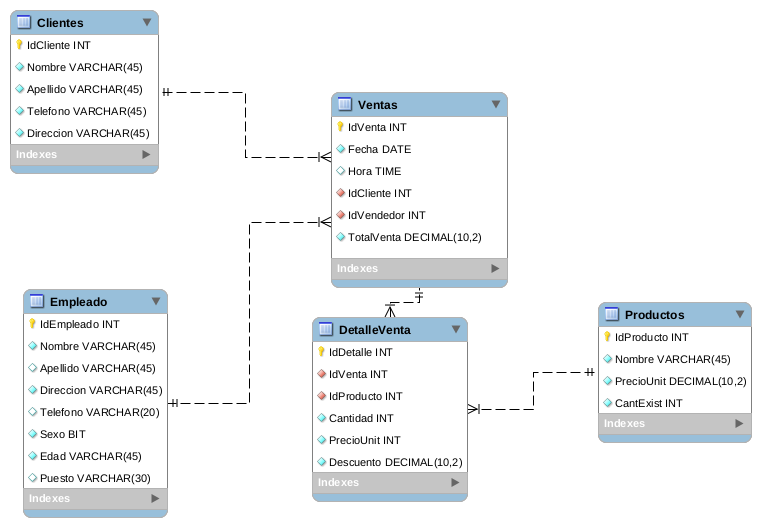 Clientes
IdCliente INT
Nombre VARCHAR(45)
Apellido VARCHAR(45)
Telefono VARCHAR(45)
Direccion VARCHAR(45)
Indexes
Ventas
IdVenta INT
Fecha DATE
Hora TIME
IdCliente INT
IdVendedor INT
TotalVenta DECIMAL(10,2)
Indexes
Empleado
IdEmpleado INT
Nombre VARCHAR(45)
Apellido VARCHAR(45)
Direccion VARCHAR(45)
Telefono VARCHAR(20)
Sexo BIT
Edad VARCHAR(45)
Puesto VARCHAR(30)
Indexes
DetalleVenta
IdDetalle INT
IdVenta INT
IdProducto INT
Cantidad INT
PrecioUnit INT
Descuento DECIMAL(10,2)
Indexes
Productos
IdProducto INT
Nombre VARCHAR(45)
PrecioUnit DECIMAL(10,2)
CantExist INT
Indexes